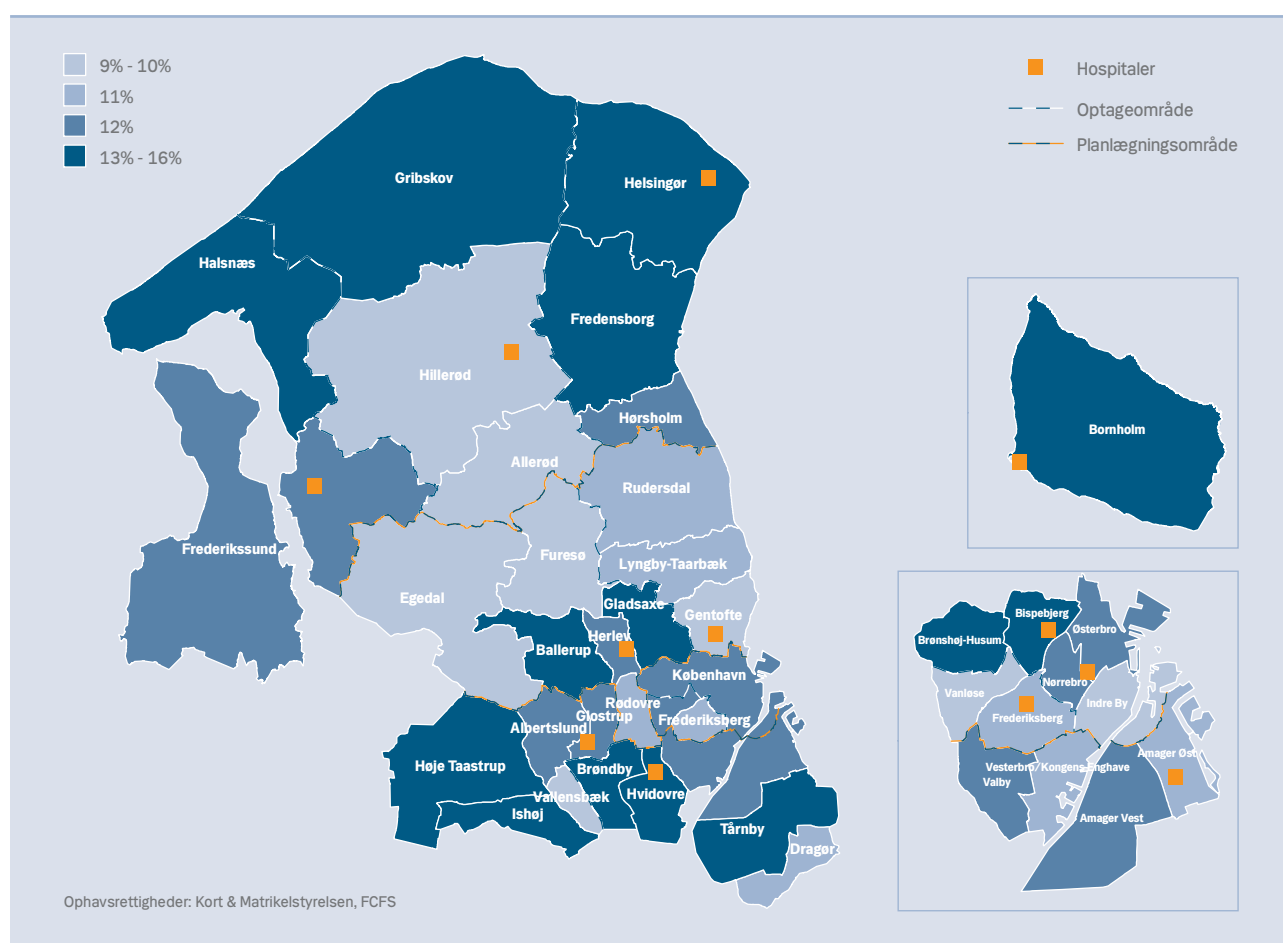 9% - 10%
11%
12%
13% - 16%
Hospitaler
Optageområde
Planlægningsområde
Gribskov
Helsingør
Halsnæs
Fredensborg
Hillerød
Hørsholm
Allerød
Rudersdal
Frederikssund
Furesø
Lyngby-Taarbæk
Egedal
Gladsaxe
Gentofte
Herlev
Ballerup
København
Rødovre
Glostrup
Frederiksberg
Albertslund
Høje Taastrup
Brøndby
Vallensbæk
Hvidovre
Ishøj
Tårnby
Dragør
Bornholm
Bispebjerg
Østerbro
Brønshøj-Husum
Nørrebro
Vanløse
Indre By
Frederiksberg
Amager Øst
Vesterbro/Kongens Enghave
Valby
Amager Vest
Ophavsrettigheder: Kort & Matrikelstyrelsen, FCFS